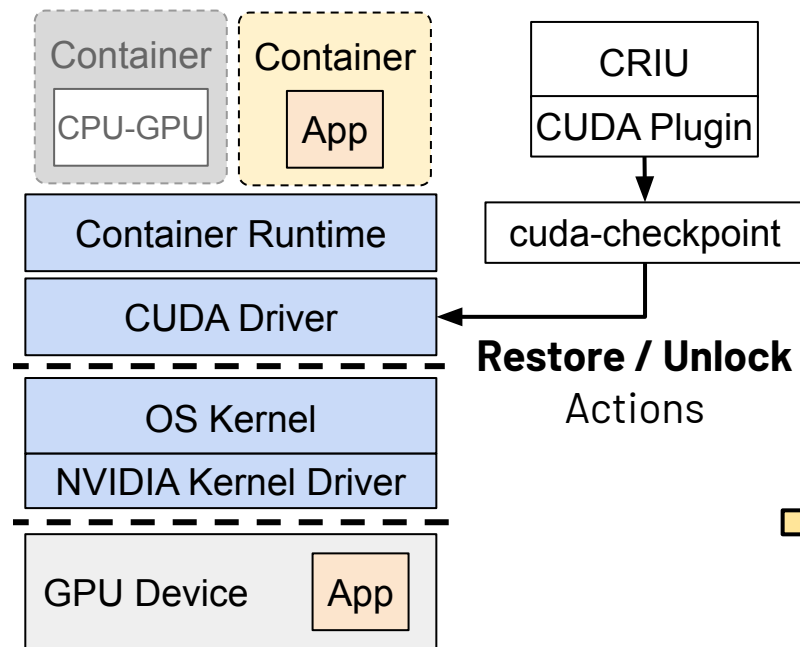 Container
CPU-GPU
Container
App
Container Runtime
CUDA Driver
OS Kernel
NVIDIA Kernel Driver
GPU Device
App
CRIU
CUDA Plugin
cuda-checkpoint
Restore / Unlock
Actions